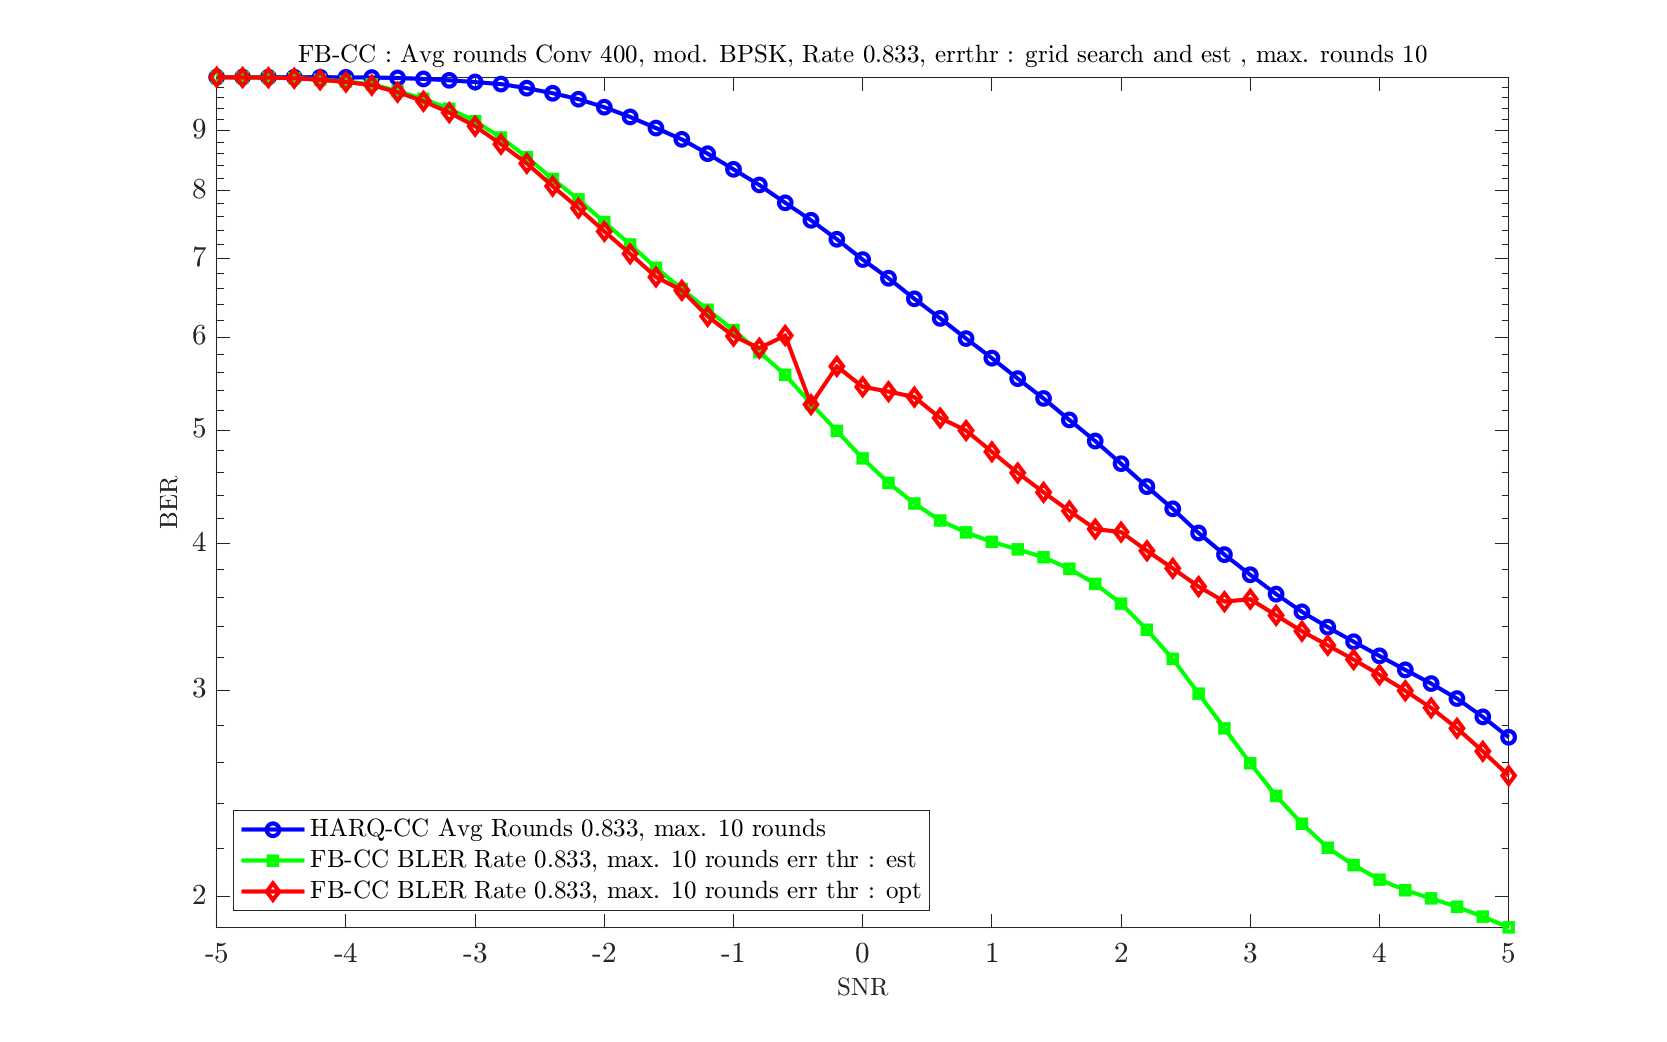 FB-CC : Avg rounds Conv 400, mod. BPSK, Rate 0.833, errthr : grid search and est , max. rounds 10
9
8
7
6
5
4
3
2
BER
HARQ-CC Avg Rounds 0.833, max. 10 rounds
FB-CC BLER Rate 0.833, max. 10 rounds err thr : est
FB-CC BLER Rate 0.833, max. 10 rounds err thr : opt
-5 -4 -3 -2 -1 0 1 2 3 4 5
SNR